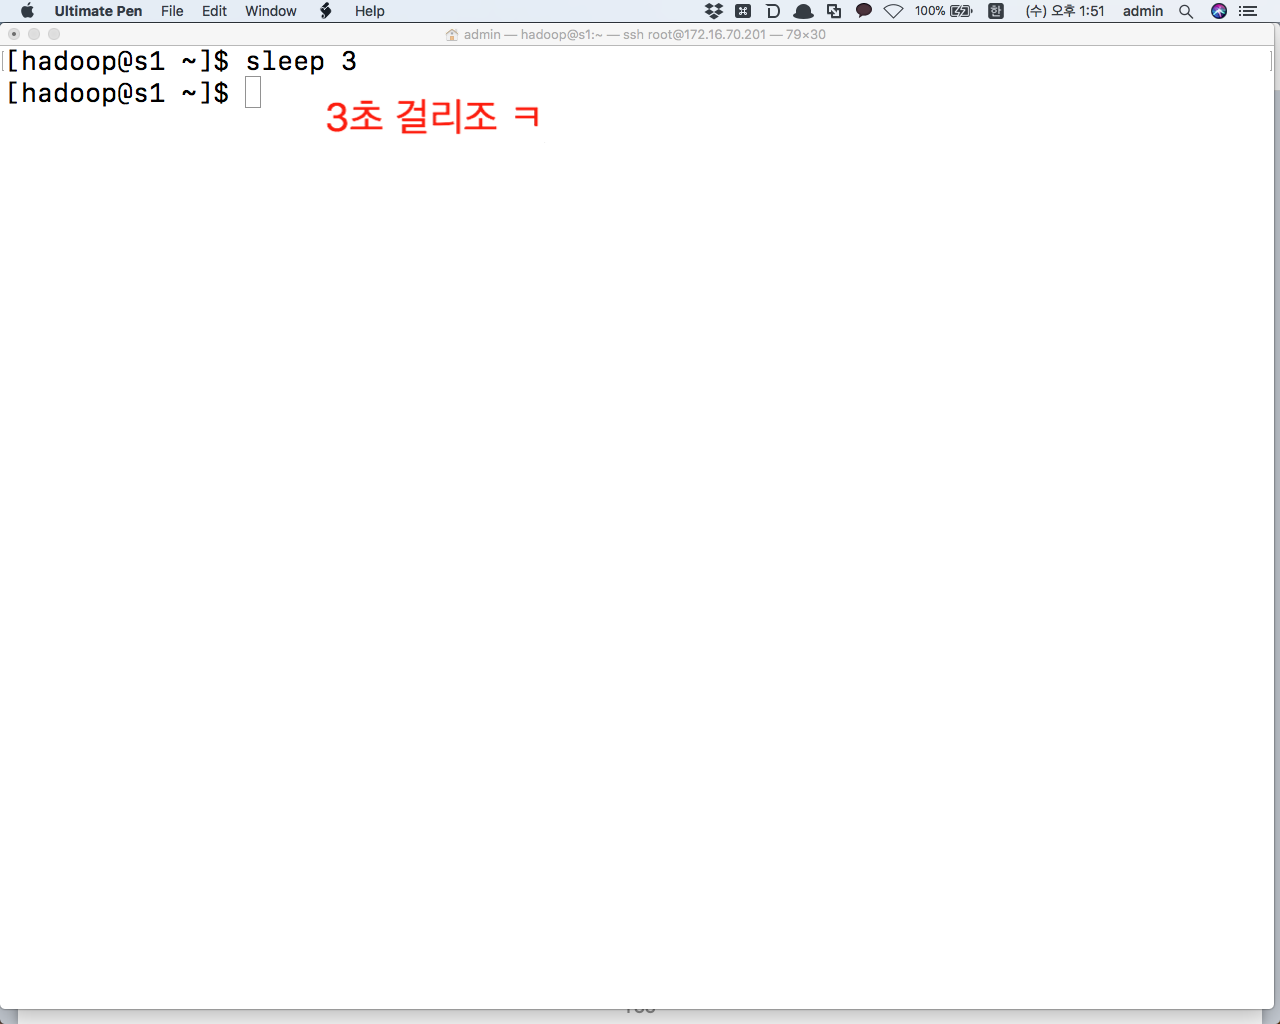 Ultimate Pen File Edit Window Help 100% 한 (수) 오후 1:51 admin
admin — hadoop@s1:~ — ssh root@172.16.70.201 — 79×30
[hadoop@s1 ~]$ sleep 3
[hadoop@s1 ~]$
3초 걸리조 ㅋ